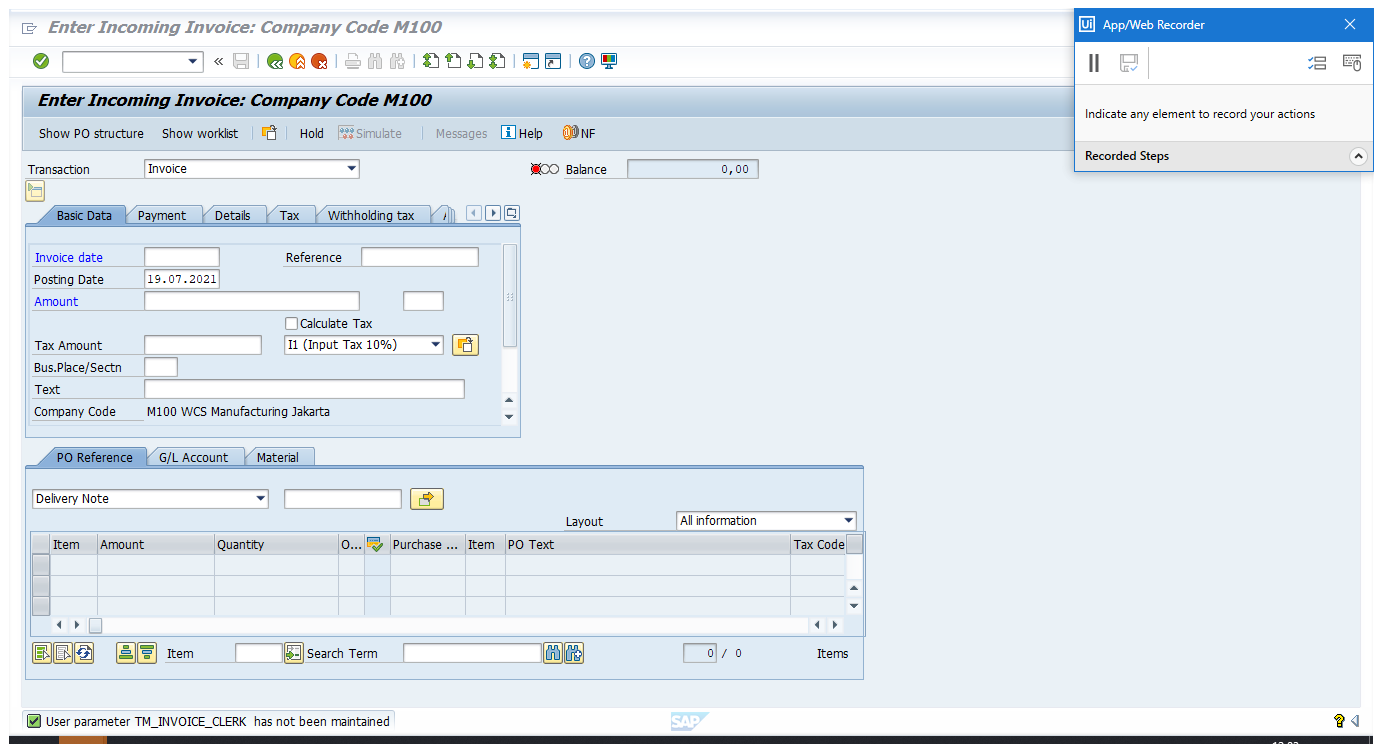 Enter Incoming Invoice: Company Code M100
Ui App/Web Recorder
Indicate any element to record your actions
Recorded Steps
Enter Incoming Invoice: Company Code M100
Show PO structure Show worklist Hold Simulate Messages Help NF
Transaction Invoice Balance 0,00
Basic Data Payment Details Tax Withholding tax
Invoice date Reference
Posting Date 19.07.2021
Amount
Calculate Tax
Tax Amount I1 (Input Tax 10%)
Bus.Place/Sectn
Text
Company Code M100 WCS Manufacturing Jakarta
PO Reference G/L Account Material
Delivery Note
Layout All information
Item Amount Quantity O... Purchase ... Item PO Text Tax Code
Item Search Term 0 / 0 Items
User parameter TM_INVOICE_CLERK has not been maintained
SAP